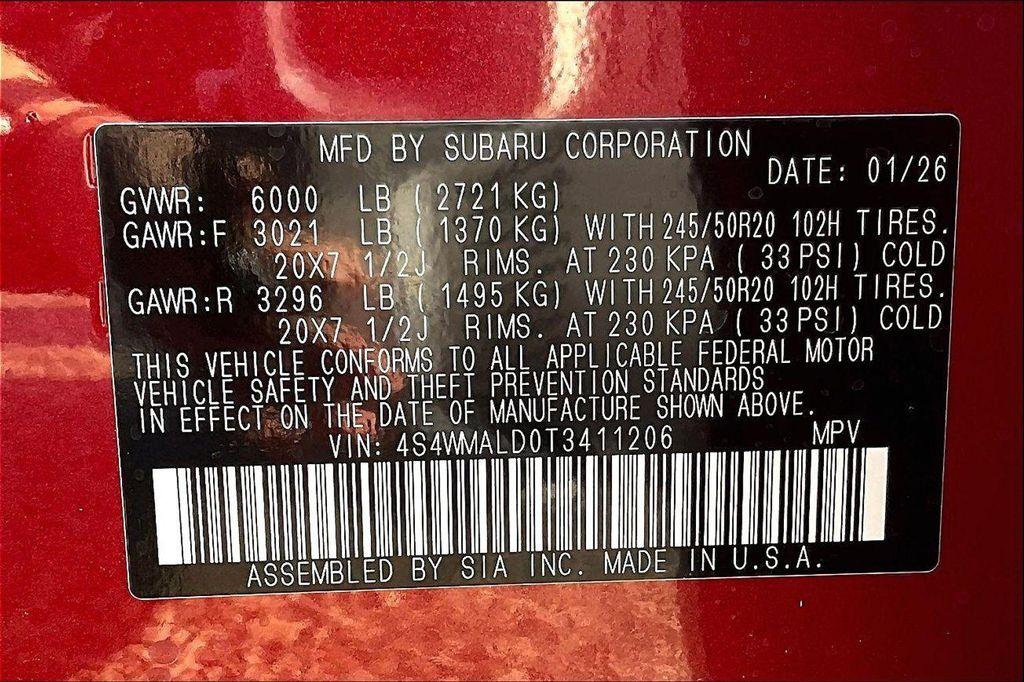 MFD BY SUBARU CORPORATION
DATE: 01/26
GVWR: 6000 LB ( 2721 KG)
GAWR:F 3021 LB ( 1370 KG) WITH 245/50R20 102H TIRES.
20X7 1/2J RIMS. AT 230 KPA ( 33 PSI) COLD
GAWR:R 3296 LB ( 1495 KG) WITH 245/50R20 102H TIRES.
20X7 1/2J RIMS. AT 230 KPA ( 33 PSI) COLD
THIS VEHICLE CONFORMS TO ALL APPLICABLE FEDERAL MOTOR
VEHICLE SAFETY AND THEFT PREVENTION STANDARDS
IN EFFECT ON THE DATE OF MANUFACTURE SHOWN ABOVE.
VIN: 4S4WMALD0T3411206 MPV
ASSEMBLED BY SIA INC. MADE IN U.S.A.